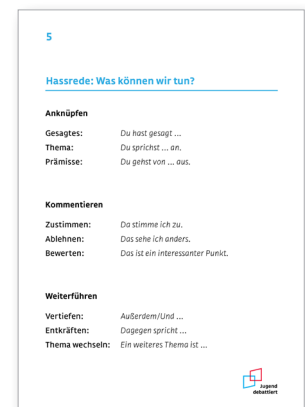 5
Hassrede: Was können wir tun?
Anknüpfen
Gesagtes: Du hast gesagt ...
Thema: Du sprichst ... an.
Prämisse: Du gehst von ... aus.
Kommentieren
Zustimmen: Da stimme ich zu.
Ablehnen: Das sehe ich anders.
Bewerten: Das ist ein interessanter Punkt.
Weiterführen
Vertiefen: Außerdem/Und ...
Entkräften: Dagegen spricht ...
Thema wechseln: Ein weiteres Thema ist ...
Jugend
debattiert